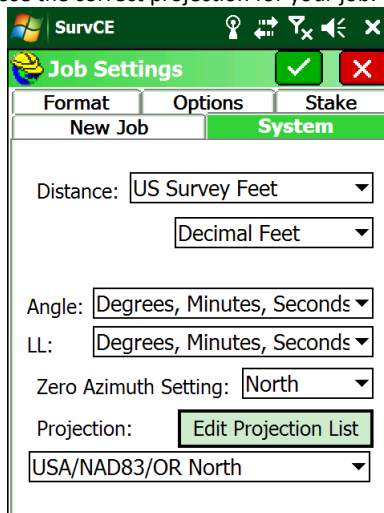 SurvCE
Job Settings
Format Options Stake
New Job System
Distance: US Survey Feet
Decimal Feet
Angle: Degrees, Minutes, Seconds
LL: Degrees, Minutes, Seconds
Zero Azimuth Setting: North
Projection: Edit Projection List
USA/NAD83/OR North